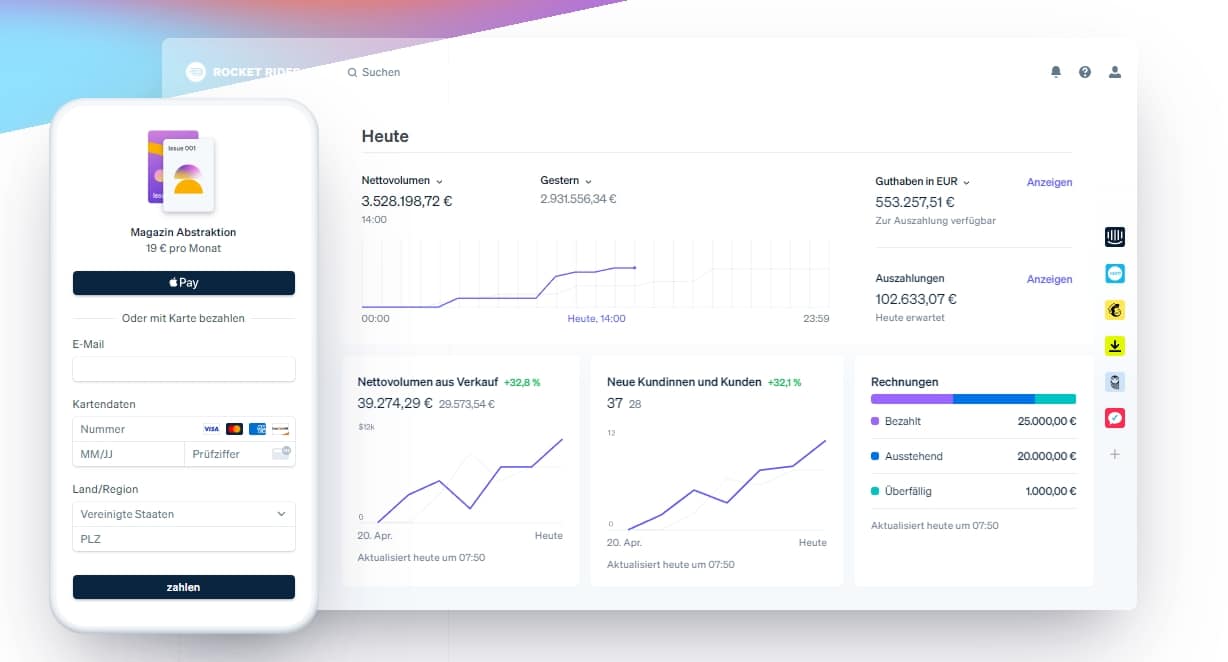 ROCKET RIDES
Suchen
Issue 001
Magazin Abstraktion
19 € pro Monat
Pay
Oder mit Karte bezahlen
E-Mail
Kartendaten
Nummer
VISA
MM/JJ
Prüfziffer
Land/Region
Vereinigte Staaten
PLZ
zahlen
Heute
Nettovolumen
3.528.198,72 €
14:00
Gestern
2.931.556,34 €
00:00
Heute, 14:00
23:59
Guthaben in EUR
Anzeigen
553.257,51 €
Zur Auszahlung verfügbar
Auszahlungen
Anzeigen
102.633,07 €
Heute erwartet
Nettovolumen aus Verkauf +32,8 %
39.274,29 € 29.573,54 €
$12k
0
20. Apr.
Heute
Aktualisiert heute um 07:50
Neue Kundinnen und Kunden +32,1 %
37 28
12
0
20. Apr.
Heute
Aktualisiert heute um 07:50
Rechnungen
Bezahlt 25.000,00 €
Ausstehend 20.000,00 €
Überfällig 1.000,00 €
Aktualisiert heute um 07:50